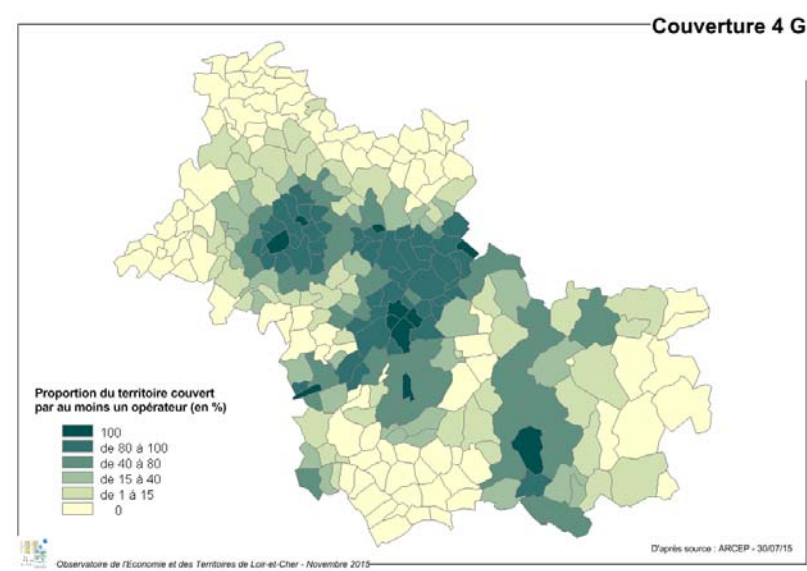 Couverture 4 G
Proportion du territoire couvert
par au moins un opérateur (en %)
100
de 80 à 100
de 40 à 80
de 15 à 40
de 1 à 15
0
D'après source : ARCEP - 30/07/15
Observatoire de l'Economie et des Territoires de Loir-et-Cher - Novembre 2015